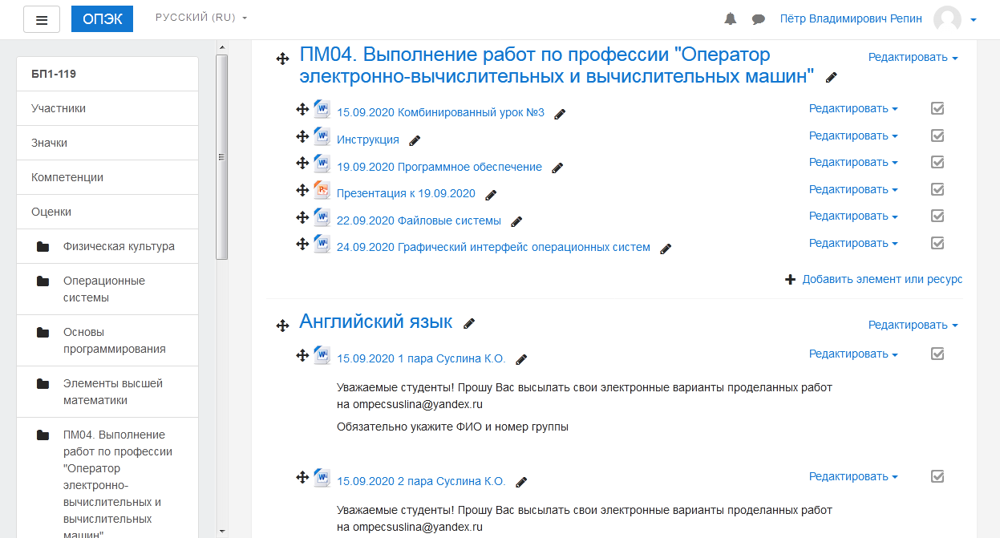 ОПЭК
РУССКИЙ (RU)
Пётр Владимирович Репин
БП1-119
Участники
Значки
Компетенции
Оценки
Физическая культура
Операционные
системы
Основы
программирования
Элементы высшей
математики
ПМ04. Выполнение
работ по профессии
"Оператор
электронно-
вычислительных и
вычислительных
машин"
ПМ04. Выполнение работ по профессии "Оператор
электронно-вычислительных и вычислительных машин"
Редактировать
15.09.2020 Комбинированный урок №3
Редактировать
Инструкция
Редактировать
19.09.2020 Программное обеспечение
Редактировать
Презентация к 19.09.2020
Редактировать
22.09.2020 Файловые системы
Редактировать
24.09.2020 Графический интерфейс операционных систем
Редактировать
Добавить элемент или ресурс
Английский язык
Редактировать
15.09.2020 1 пара Суслина К.О.
Редактировать
Уважаемые студенты! Прошу Вас высылать свои электронные варианты проделанных работ
на ompecsuslina@yandex.ru
Обязательно укажите ФИО и номер группы
15.09.2020 2 пара Суслина К.О.
Редактировать
Уважаемые студенты! Прошу Вас высылать свои электронные варианты проделанных работ
на ompecsuslina@yandex.ru